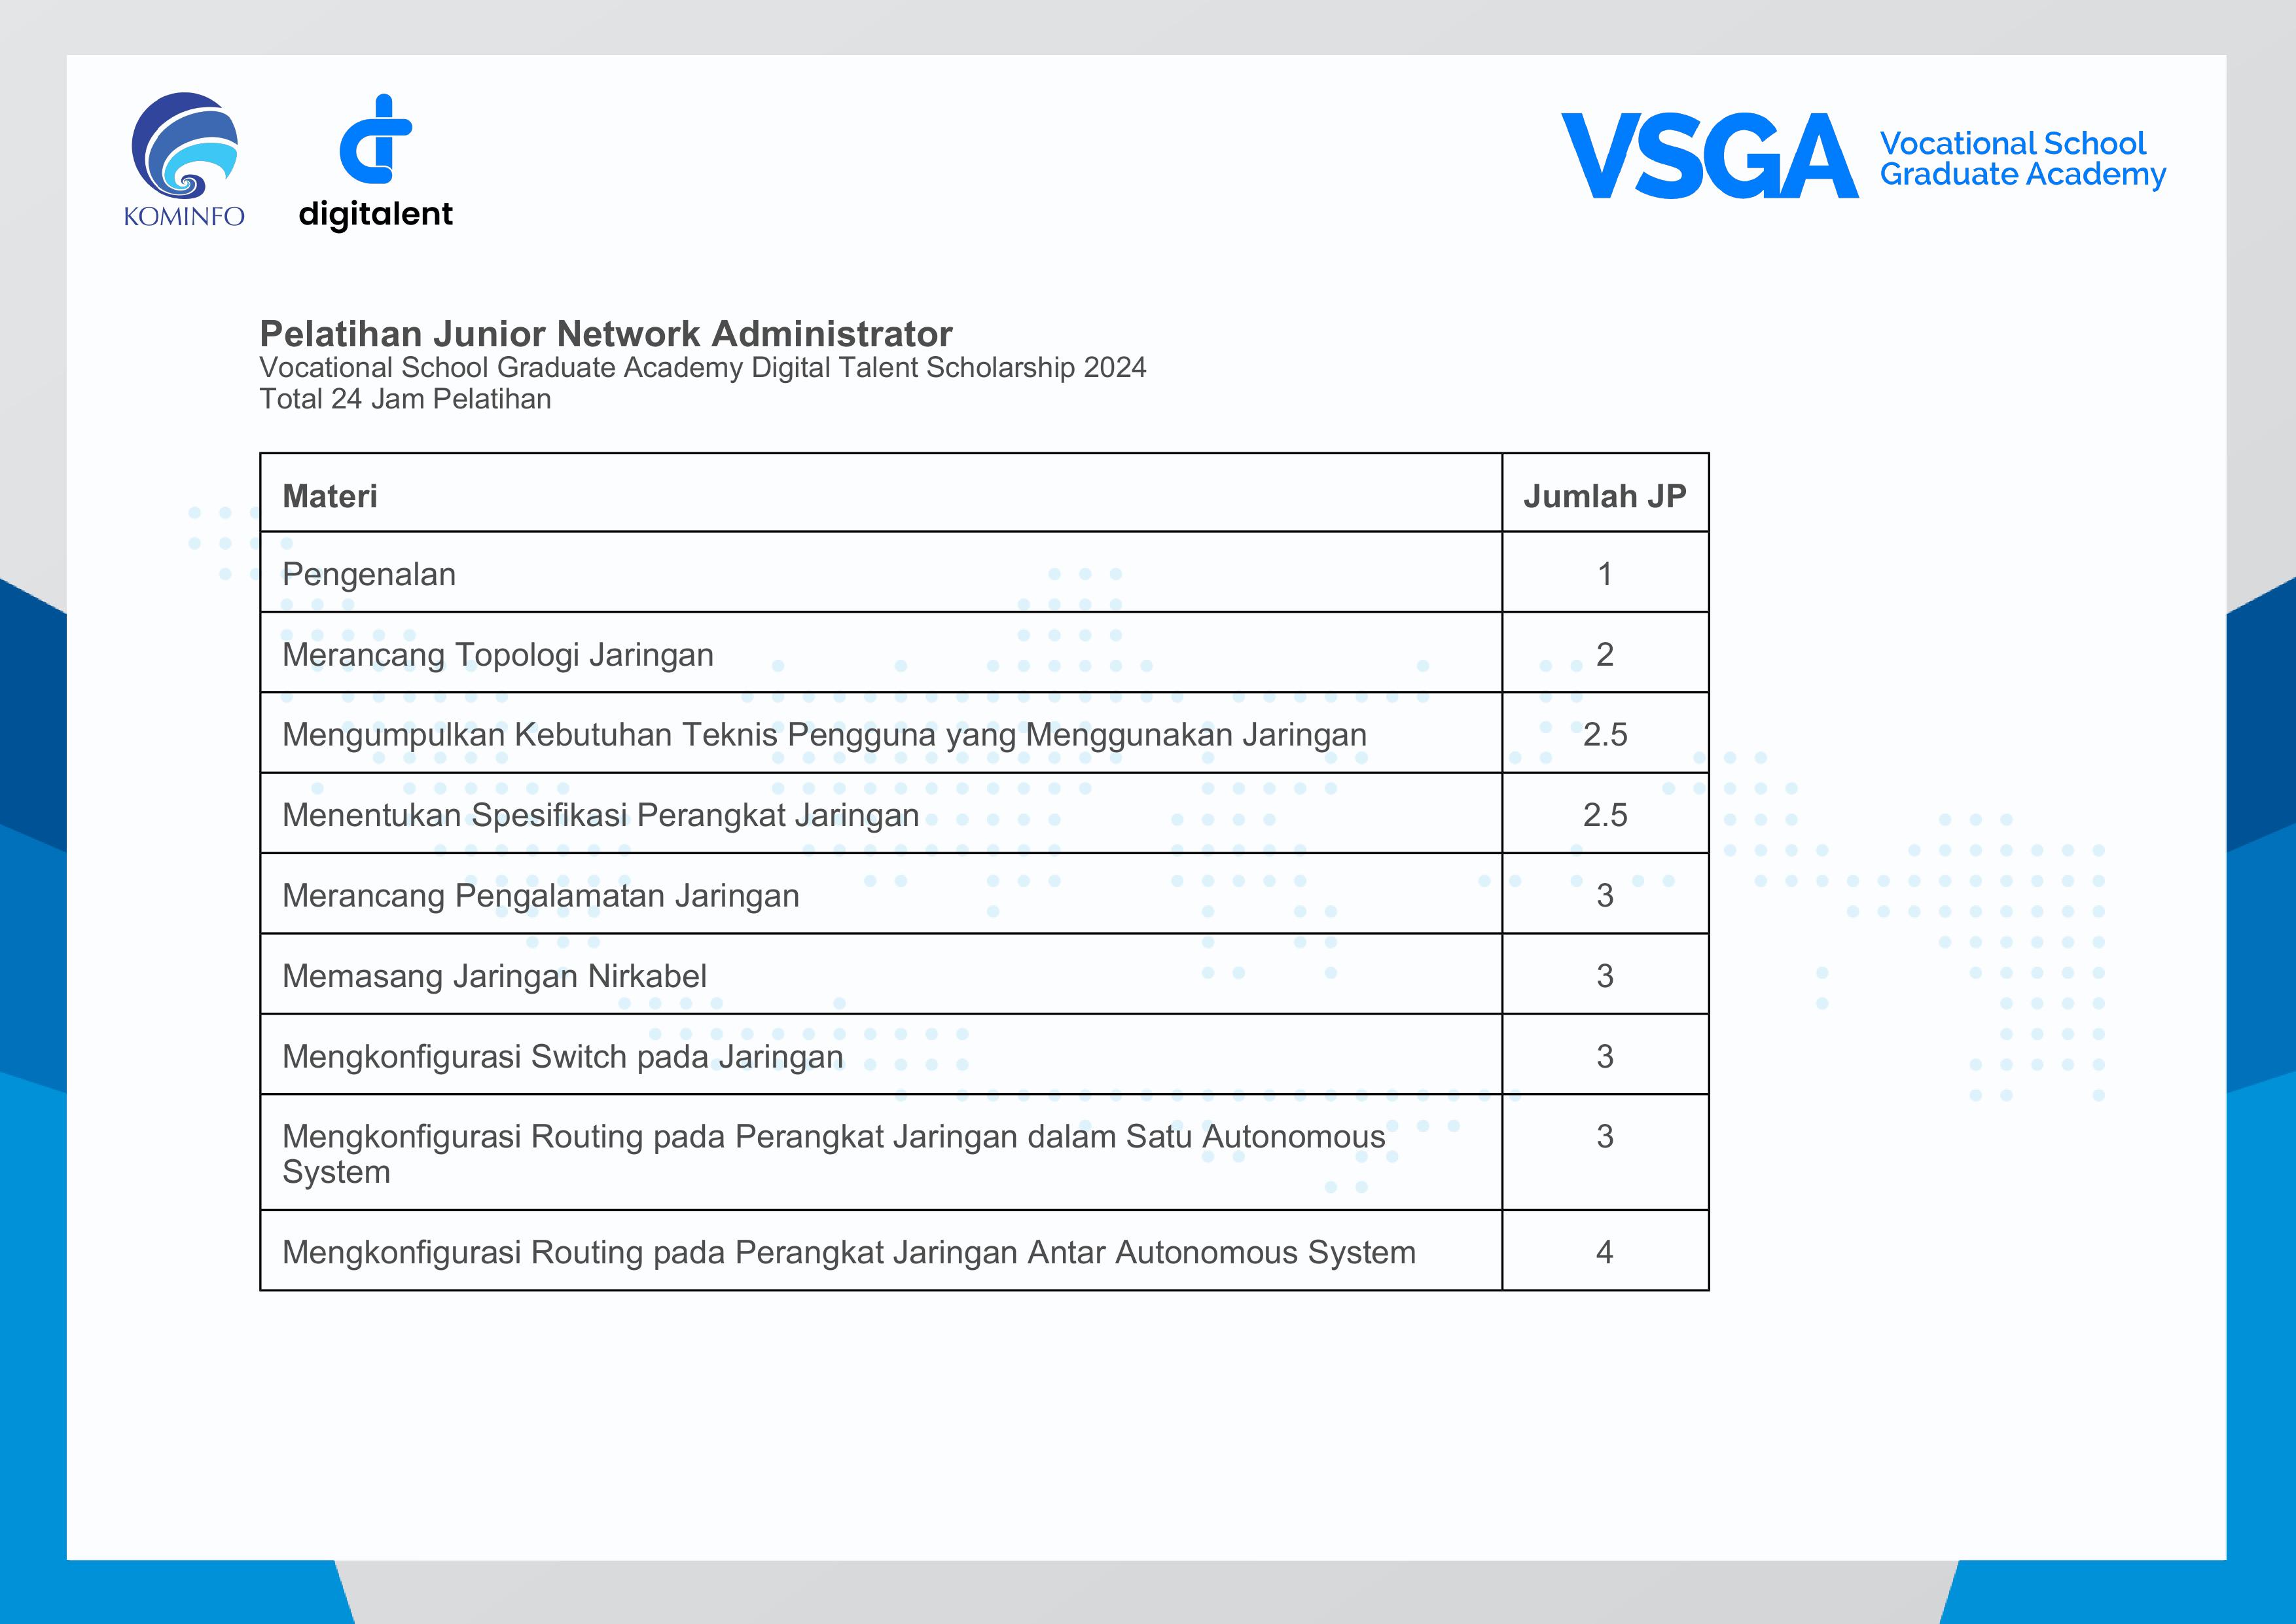 KOMINFO
digitalent
VSGA
Vocational School
Graduate Academy
Pelatihan Junior Network Administrator
Vocational School Graduate Academy Digital Talent Scholarship 2024
Total 24 Jam Pelatihan
Materi Jumlah JP
Pengenalan 1
Merancang Topologi Jaringan 2
Mengumpulkan Kebutuhan Teknis Pengguna yang Menggunakan Jaringan 2.5
Menentukan Spesifikasi Perangkat Jaringan 2.5
Merancang Pengalamatan Jaringan 3
Memasang Jaringan Nirkabel 3
Mengkonfigurasi Switch pada Jaringan 3
Mengkonfigurasi Routing pada Perangkat Jaringan dalam Satu Autonomous 3
System
Mengkonfigurasi Routing pada Perangkat Jaringan Antar Autonomous System 4